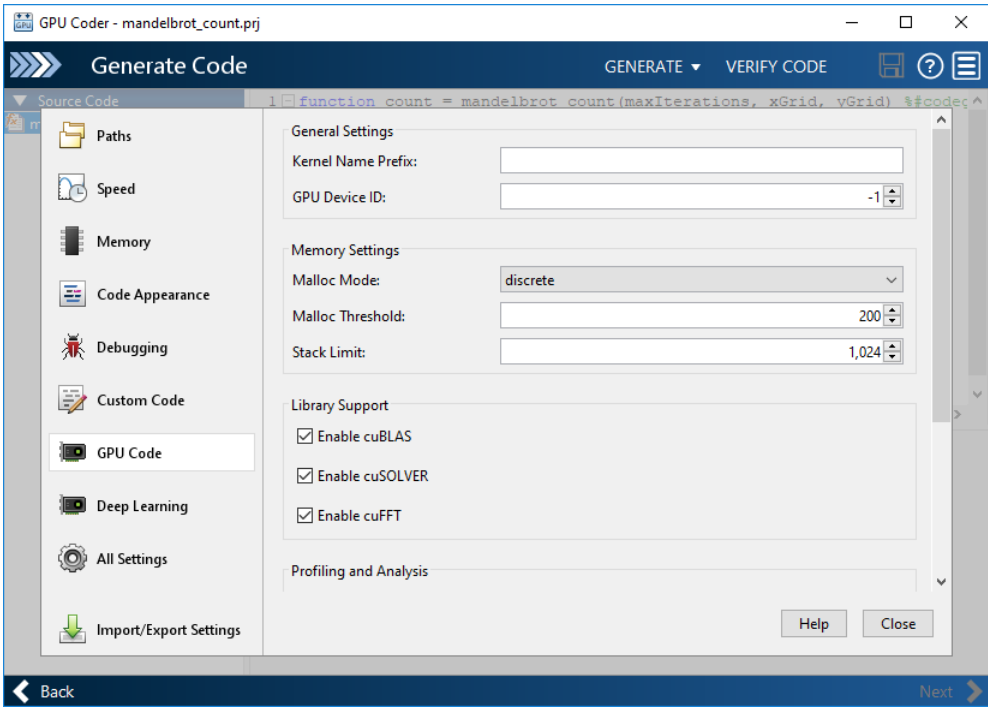 GPU Coder - mandelbrot_count.prj
Generate Code GENERATE VERIFY CODE
Source Code
1 function count = mandelbrot_count(maxIterations, xGrid, yGrid) %#codeg
m
Paths
Speed
Memory
Code Appearance
Debugging
Custom Code
GPU Code
Deep Learning
All Settings
Import/Export Settings
General Settings
Kernel Name Prefix:
GPU Device ID: -1
Memory Settings
Malloc Mode: discrete
Malloc Threshold: 200
Stack Limit: 1,024
Library Support
Enable cuBLAS
Enable cuSOLVER
Enable cuFFT
Profiling and Analysis
Help Close
Back Next